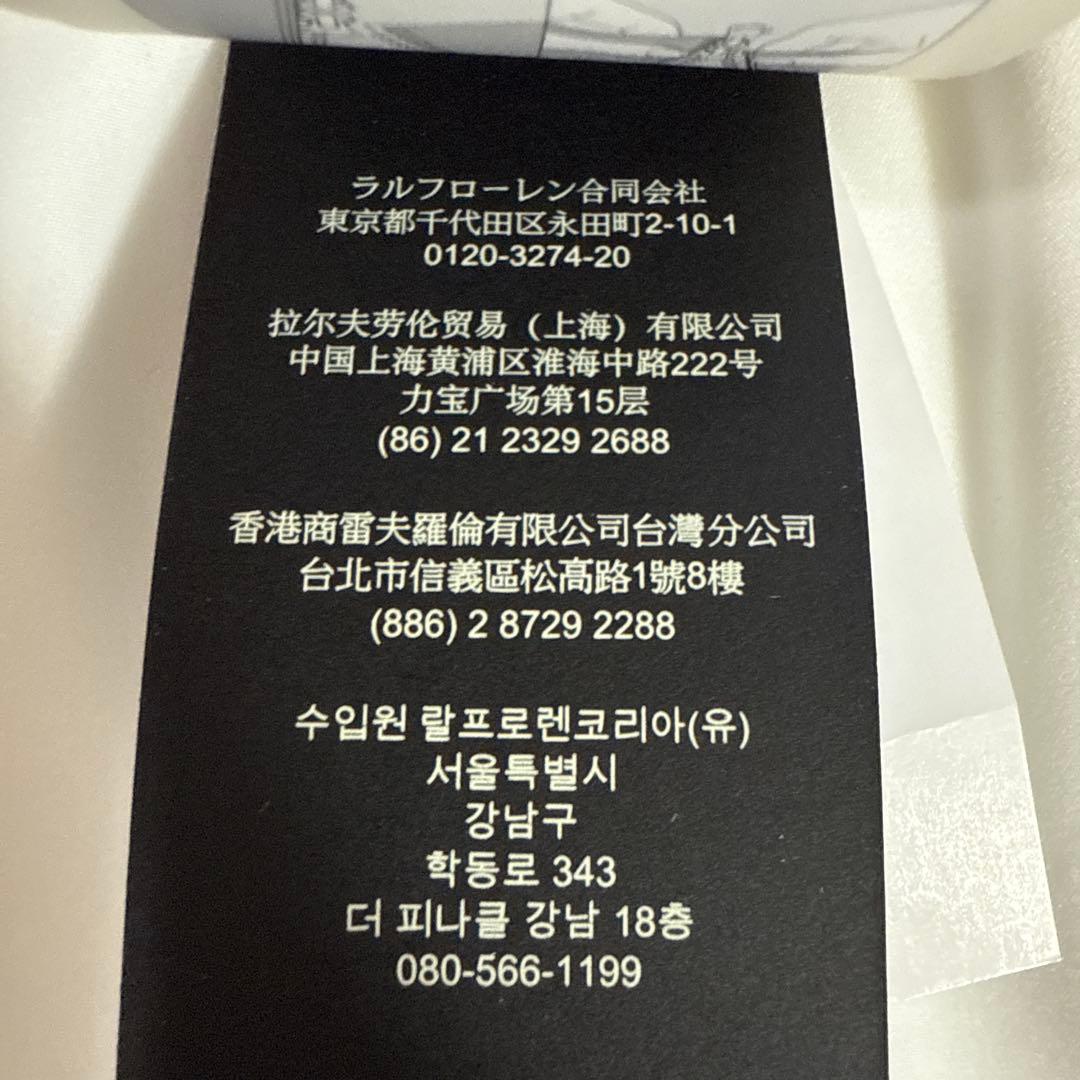 ラルフローレン合同会社
東京都千代田区永田町2-10-1
0120-3274-20
拉尔夫劳伦贸易（上海）有限公司
中国上海黄浦区淮海中路222号
力宝广场第15层
(86) 21 2329 2688
香港商雷夫羅倫有限公司台灣分公司
台北市信義區松高路1號8樓
(886) 2 8729 2288
수입원 랄프로렌코리아(유)
서울특별시
강남구
학동로 343
더 피나클 강남 18층
080-566-1199